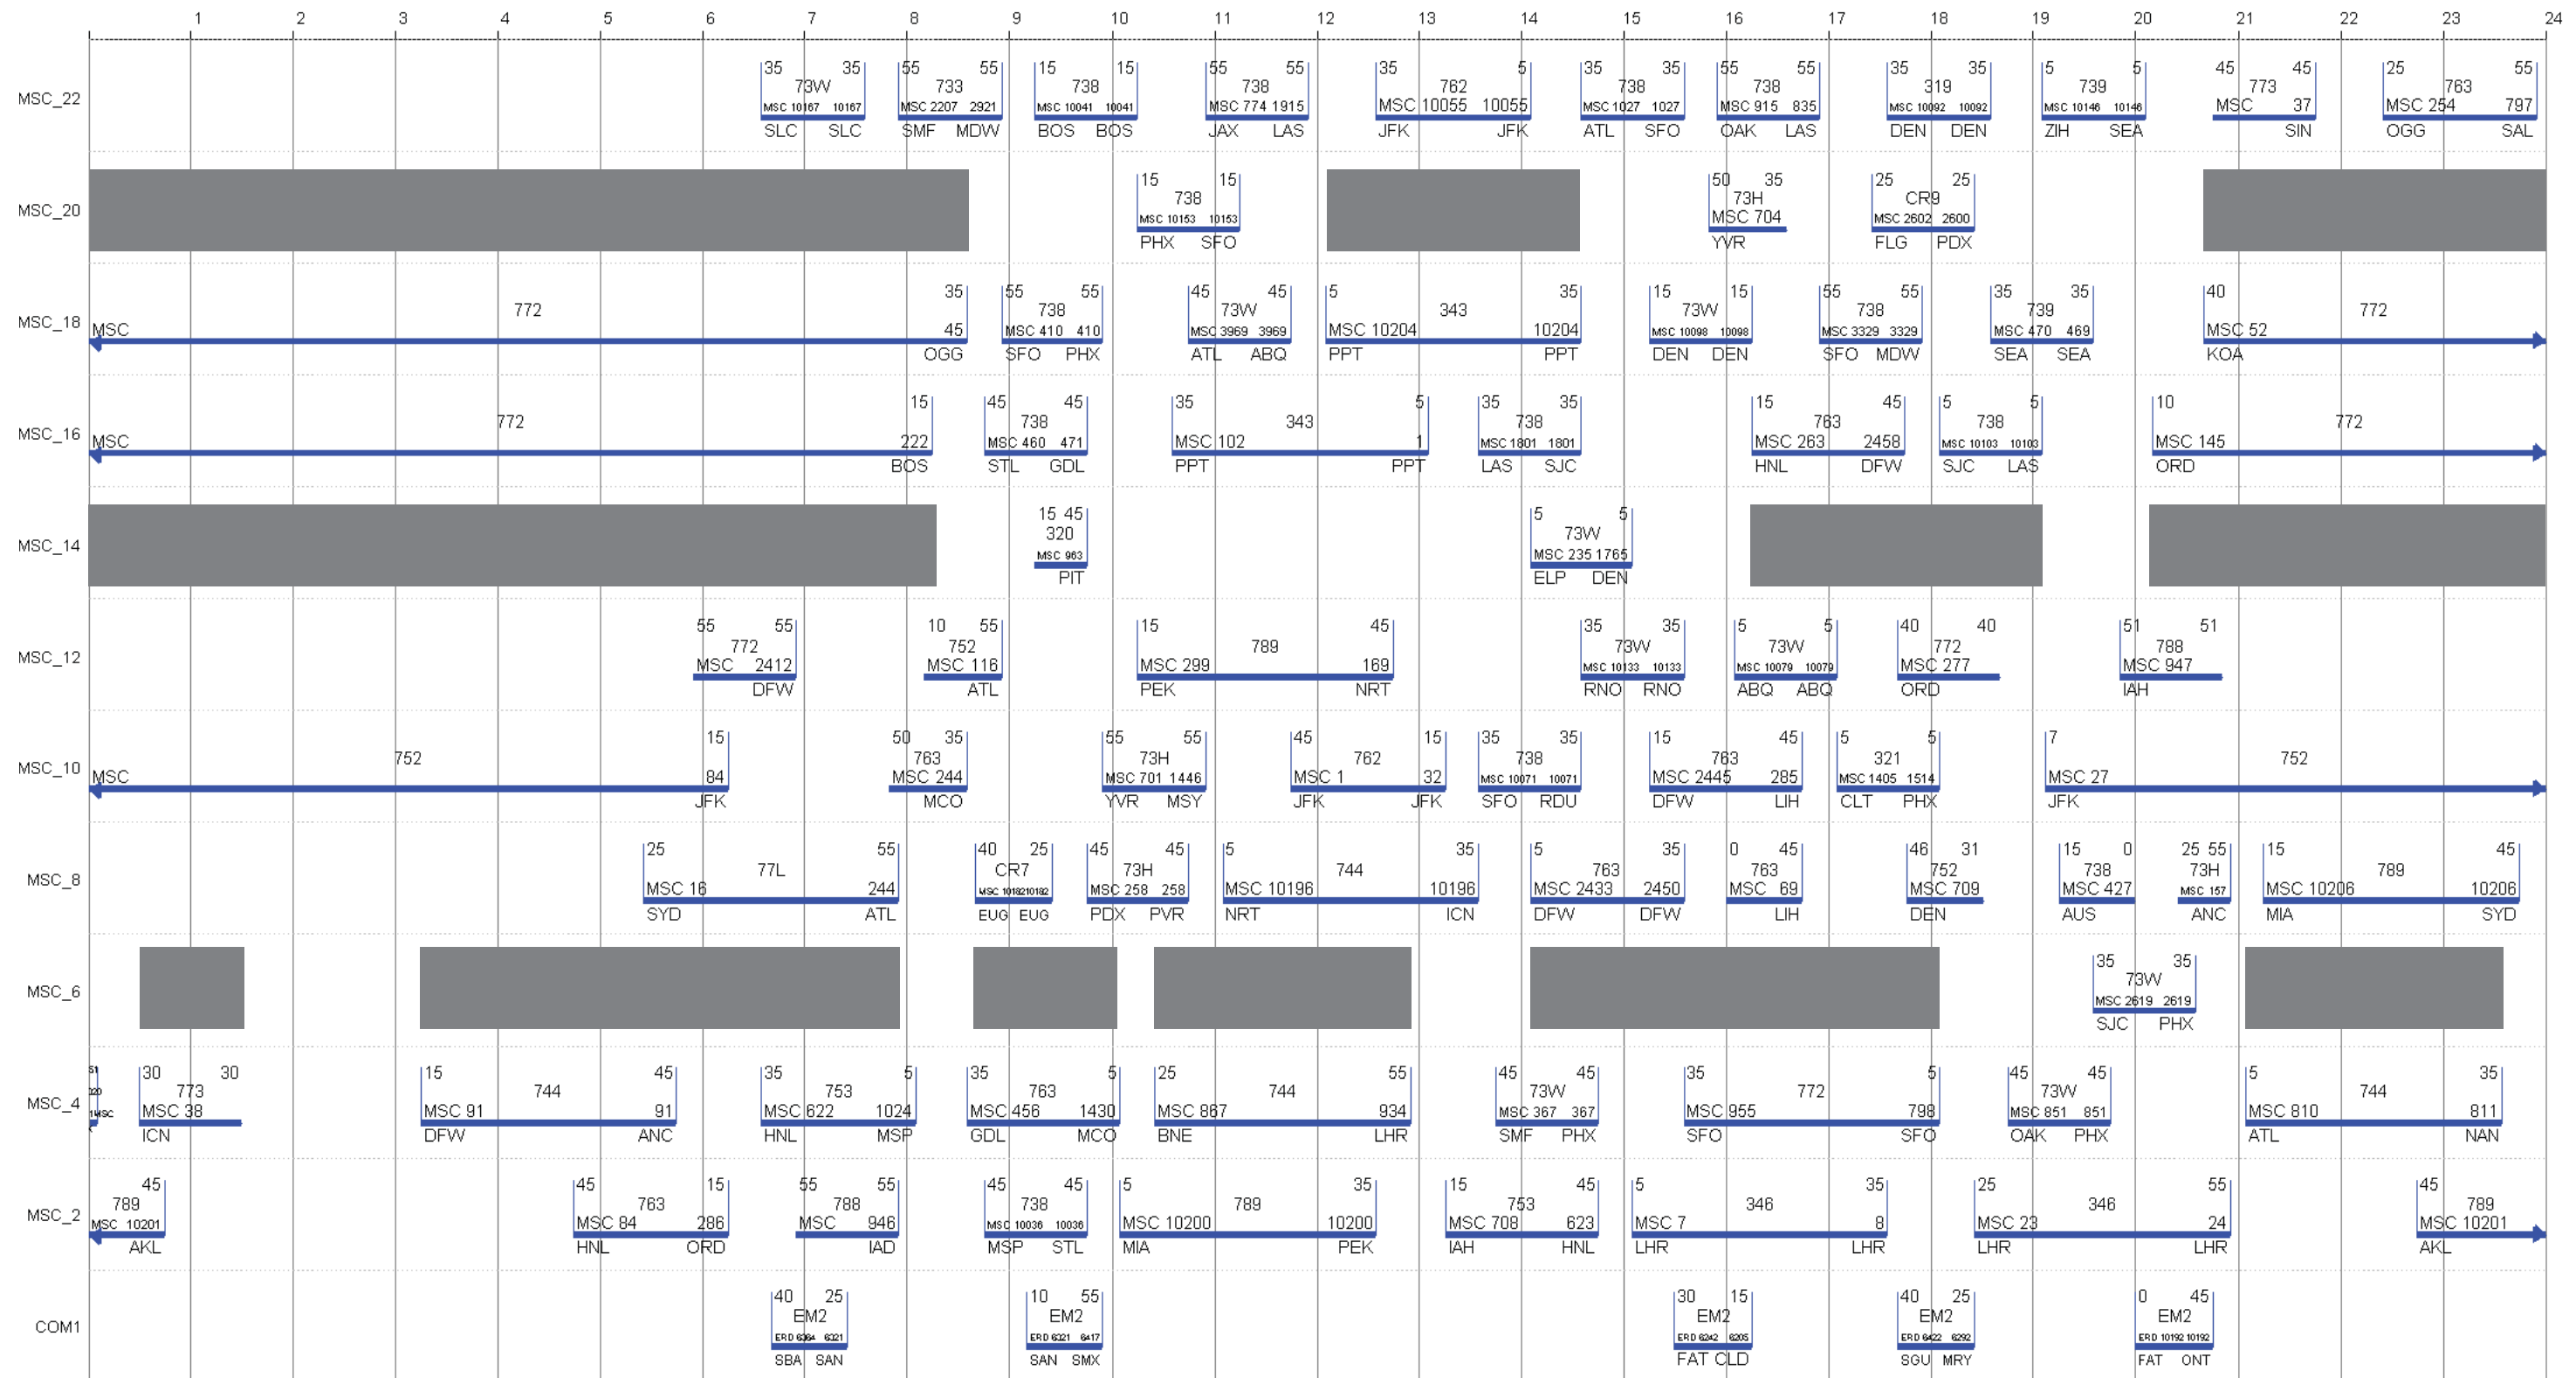 1 2 3 4 5 6 7 8 9 10 11 12 13 14 15 16 17 18 19 20 21 22 23 24
35 35 55 55 15 15 55 55 35 5 35 35 55 55 35 35 5 5 45 45 25 55
73W 733 738 738 762 738 738 319 739 773 763
MSC_22
MSC 10167 10167 MSC 2207 2921 MSC 10041 10041 MSC 774 1915 MSC 10055 10055 MSC 1027 1027 MSC 915 835 MSC 10092 10092 MSC 10146 10146 MSC 37 MSC 254 797
SLC SLC SMF MDW BOS BOS JAX LAS JFK JFK ATL SFO OAK LAS DEN DEN ZIH SEA SIN OGG SAL
15 15 50 35 25 25
738 73H CR9
MSC_20
MSC 10153 10153 MSC 704 MSC 2602 2600
PHX SFO YVR FLG PDX
35 55 55 45 45 5 35 15 15 55 55 35 35 40
772 738 73W 343 73W 738 739 772
MSC_18
MSC 45 MSC 410 410 MSC 3969 3969 MSC 10204 10204 MSC 10098 10098 MSC 3329 3329 MSC 470 469 MSC 52
OGG SFO PHX ATL ABQ PPT PPT DEN DEN SFO MDW SEA SEA KOA
15 45 45 35 5 35 35 15 45 5 5 10
772 738 343 738 763 738 772
MSC_16
MSC 222 MSC 460 471 MSC 102 1 MSC 1801 1801 MSC 263 2458 MSC 10103 10103 MSC 145
BOS STL GDL PPT PPT LAS SJC HNL DFW SJC LAS ORD
15 45 5 5
320 73W
MSC_14
MSC 963 MSC 235 1765
PIT ELP DEN
55 55 10 55 15 45 35 35 5 5 40 40 51 51
772 752 789 73W 73W 772 788
MSC_12
MSC 2412 MSC 116 MSC 299 169 MSC 10133 10133 MSC 10079 10079 MSC 277 MSC 947
DFW ATL PEK NRT RNO RNO ABQ ABQ ORD IAH
15 50 35 55 55 45 15 35 35 15 45 5 5 7
752 763 73H 762 738 763 321 752
MSC_10
MSC 84 MSC 244 MSC 701 1446 MSC 1 32 MSC 10071 10071 MSC 2445 285 MSC 1405 1514 MSC 27
JFK MCO YVR MSY JFK JFK SFO RDU DFW LIH CLT PHX JFK
25 55 40 25 45 45 5 35 5 35 0 45 46 31 15 0 25 55 15 45
77L CR7 73H 744 763 763 752 738 73H 789
MSC_8
MSC 16 244 MSC 10182 10182 MSC 258 258 MSC 10196 10196 MSC 2433 2450 MSC 69 MSC 709 MSC 427 MSC 157 MSC 10206 10206
SYD ATL EUG EUG PDX PVR NRT ICN DFW DFW LIH DEN AUS ANC MIA SYD
35 35
73W
MSC_6
MSC 2619 2619
SJC PHX
51 30 30 15 45 35 5 35 5 25 55 45 45 35 5 45 45 5 35
773 744 753 763 744 73W 772 73W 744
MSC_4
MSC 38 MSC 91 91 MSC 622 1024 MSC 456 1430 MSC 867 934 MSC 367 367 MSC 955 798 MSC 851 851 MSC 810 811
ICN DFW ANC HNL MSP GDL MCO BNE LHR SMF PHX SFO SFO OAK PHX ATL NAN
45 45 15 55 55 45 45 5 35 15 45 5 35 25 55 45
789 763 788 738 789 753 346 346 789
MSC_2
MSC 10201 MSC 84 286 MSC 946 MSC 10036 10036 MSC 10200 10200 MSC 708 623 MSC 7 8 MSC 23 24 MSC 10201
AKL HNL ORD IAD MSP STL MIA PEK IAH HNL LHR LHR LHR LHR AKL
40 25 10 55 30 15 40 25 0 45
EM2 EM2 EM2 EM2 EM2
COM1
ERD 6364 6321 ERD 6321 6417 ERD 6242 6205 ERD 6422 6292 ERD 10192 10192
SBA SAN SAN SMX FAT CLD SGU MRY FAT ONT